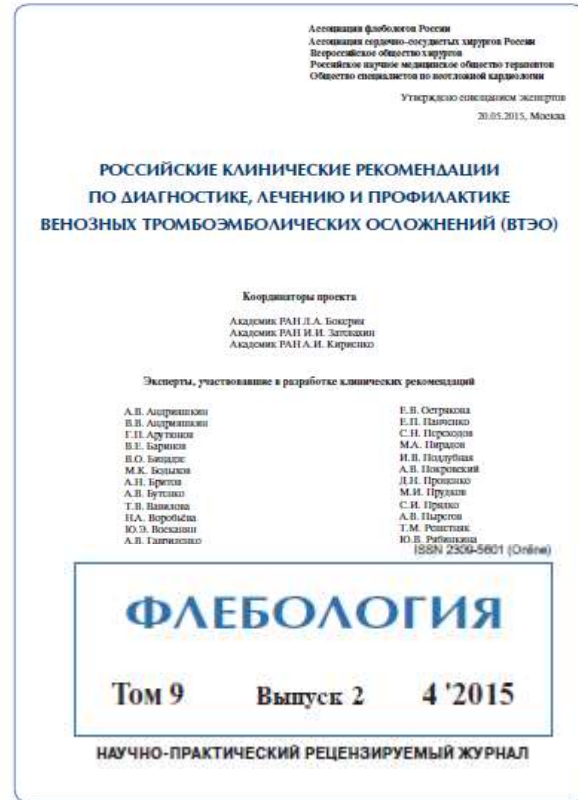 Ассоциация флебологов России
Ассоциация сердечно-сосудистых хирургов России
Всероссийское общество хирургов
Российское научное медицинское общество терапевтов
Общество специалистов по неотложной кардиологии
Утверждено совещанием экспертов
20.05.2015, Москва
РОССИЙСКИЕ КЛИНИЧЕСКИЕ РЕКОМЕНДАЦИИ
ПО ДИАГНОСТИКЕ, ЛЕЧЕНИЮ И ПРОФИЛАКТИКЕ
ВЕНОЗНЫХ ТРОМБОЭМБОЛИЧЕСКИХ ОСЛОЖНЕНИЙ (ВТЭО)
Координаторы проекта
Академик РАН Л.А. Бокерия
Академик РАН И.И. Затевахин
Академик РАН А.И. Кириенко
Эксперты, участвовавшие в разработке клинических рекомендаций
А.В. Андрияшкин
В.В. Андрияшкин
Г.П. Арутюнов
В.Е. Баринов
В.О. Бицадзе
М.К. Бодыхов
А.Н. Бритов
А.В. Бутенко
Т.В. Вавилова
Н.А. Воробьёва
Ю.Э. Восканян
А.В. Гавриленко
Е.В. Острякова
Е.П. Панченко
С.Н. Переходов
М.А. Пирадов
И.В. Поддубная
А.В. Покровский
Д.Н. Проценко
М.И. Прудков
С.И. Прядко
А.В. Пырегов
Т.М. Решетняк
Ю.В. Рябинкина
ISSN 2309-5601 (Online)
ФЛЕБОЛОГИЯ
Том 9 Выпуск 2 4 '2015
НАУЧНО-ПРАКТИЧЕСКИЙ РЕЦЕНЗИРУЕМЫЙ ЖУРНАЛ